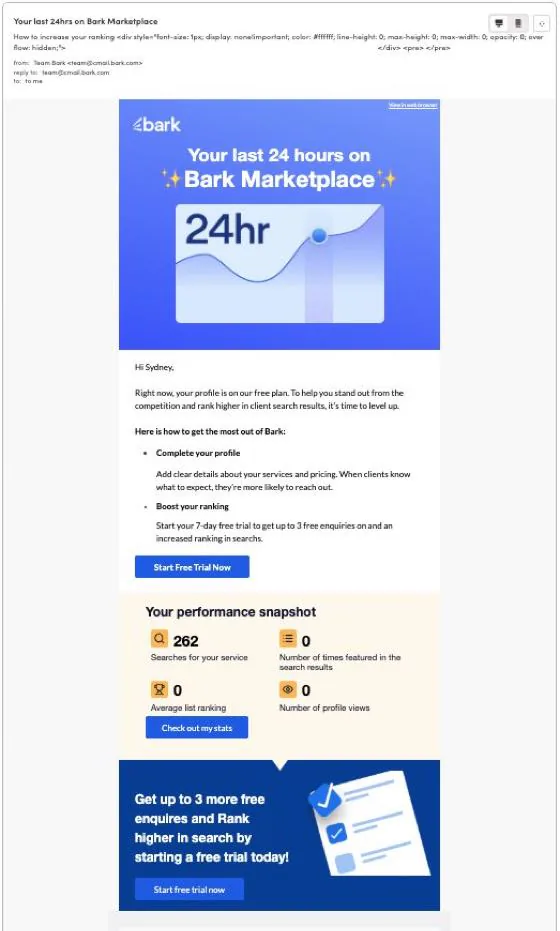 Your last 24hrs on Bark Marketplace
How to increase your ranking <div style="font-size: 1px; display: none!important; color: #ffffff; line-height: 0; max-height: 0; max-width: 0; opacity: 0; over
flow: hidden;"> </div> <pre> </pre>
from: Team Bark <team@cmail.bark.com>
reply to: team@cmail.bark.com
to: to me
View in web browser
bark
Your last 24 hours on
✨Bark Marketplace✨
24hr
Hi Sydney,
Right now, your profile is on our free plan. To help you stand out from the
competition and rank higher in client search results, it's time to level up.
Here is how to get the most out of Bark:
• Complete your profile
Add clear details about your services and pricing. When clients know
what to expect, they're more likely to reach out.
• Boost your ranking
Start your 7-day free trial to get up to 3 free enquiries on and an
increased ranking in searchs.
Start Free Trial Now
Your performance snapshot
262 0
Searches for your service Number of times featured in the
search results
0 0
Average list ranking Number of profile views
Check out my stats
Get up to 3 more free
enquires and Rank
higher in search by
starting a free trial today!
Start free trial now